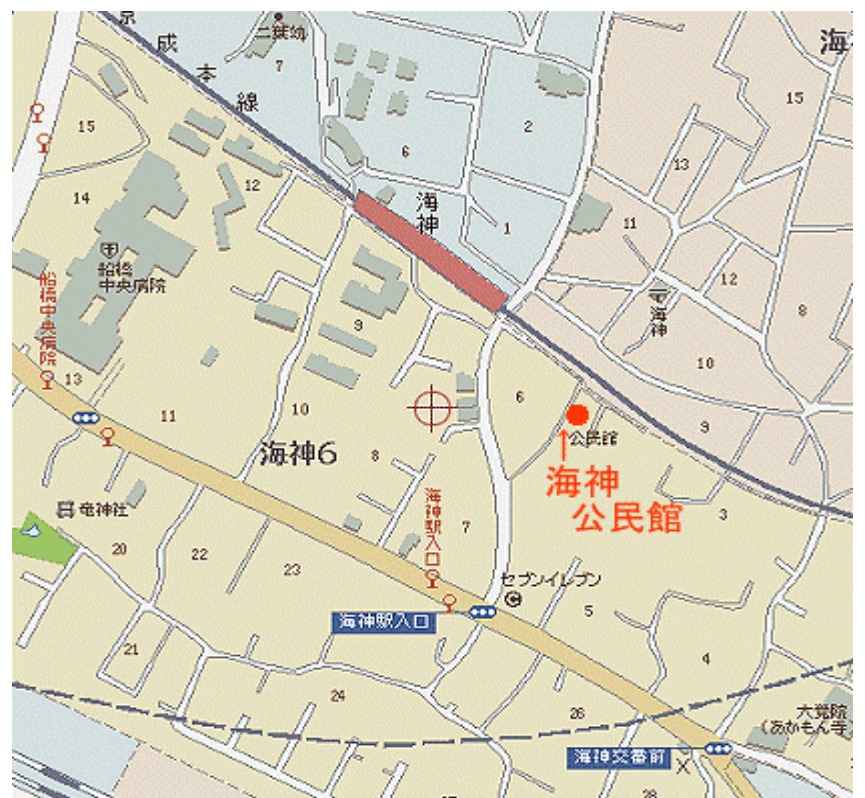 京成本線
二葉幼
7
海神
15
2
15
6
13
12
14
海神
1
11
船橋
中央病院
12
海神
8
船橋中央病院
9
10
13
6
9
11
10
公民館
海神6
8
海神
公民館
3
海神駅入口
竜神社
7
20
22
23
セブンイレブン
海神駅入口
5
21
4
24
26
大覚院
(あかもん寺)
海神交番前
X
28